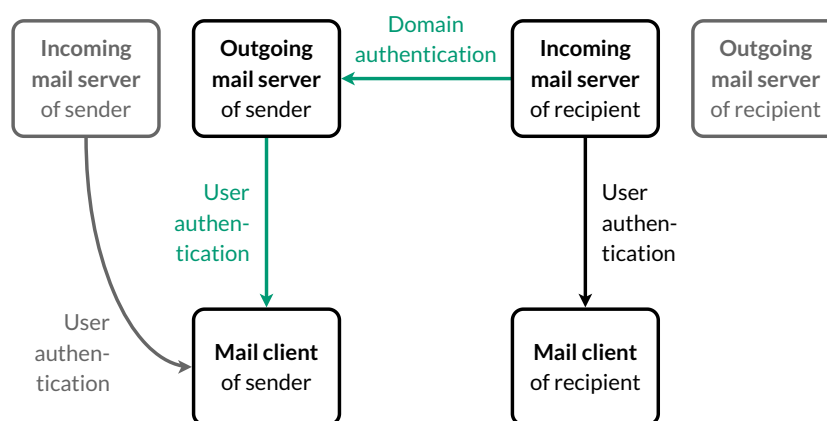 Incoming
mail server
of sender
Outgoing
mail server
of sender
Domain
authentication
Incoming
mail server
of recipient
Outgoing
mail server
of recipient
User
authen-
tication
User
authen-
tication
User
authen-
tication
Mail client
of sender
Mail client
of recipient